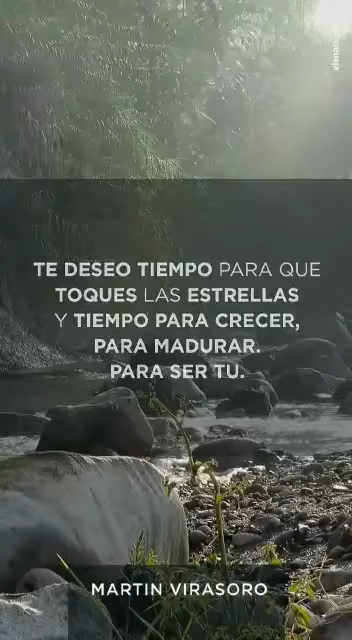 TE DESEO TIEMPO PARA QUE
TOQUES LAS ESTRELLAS
Y TIEMPO PARA CRECER,
PARA MADURAR.
PARA SER TU.
MARTIN VIRASORO